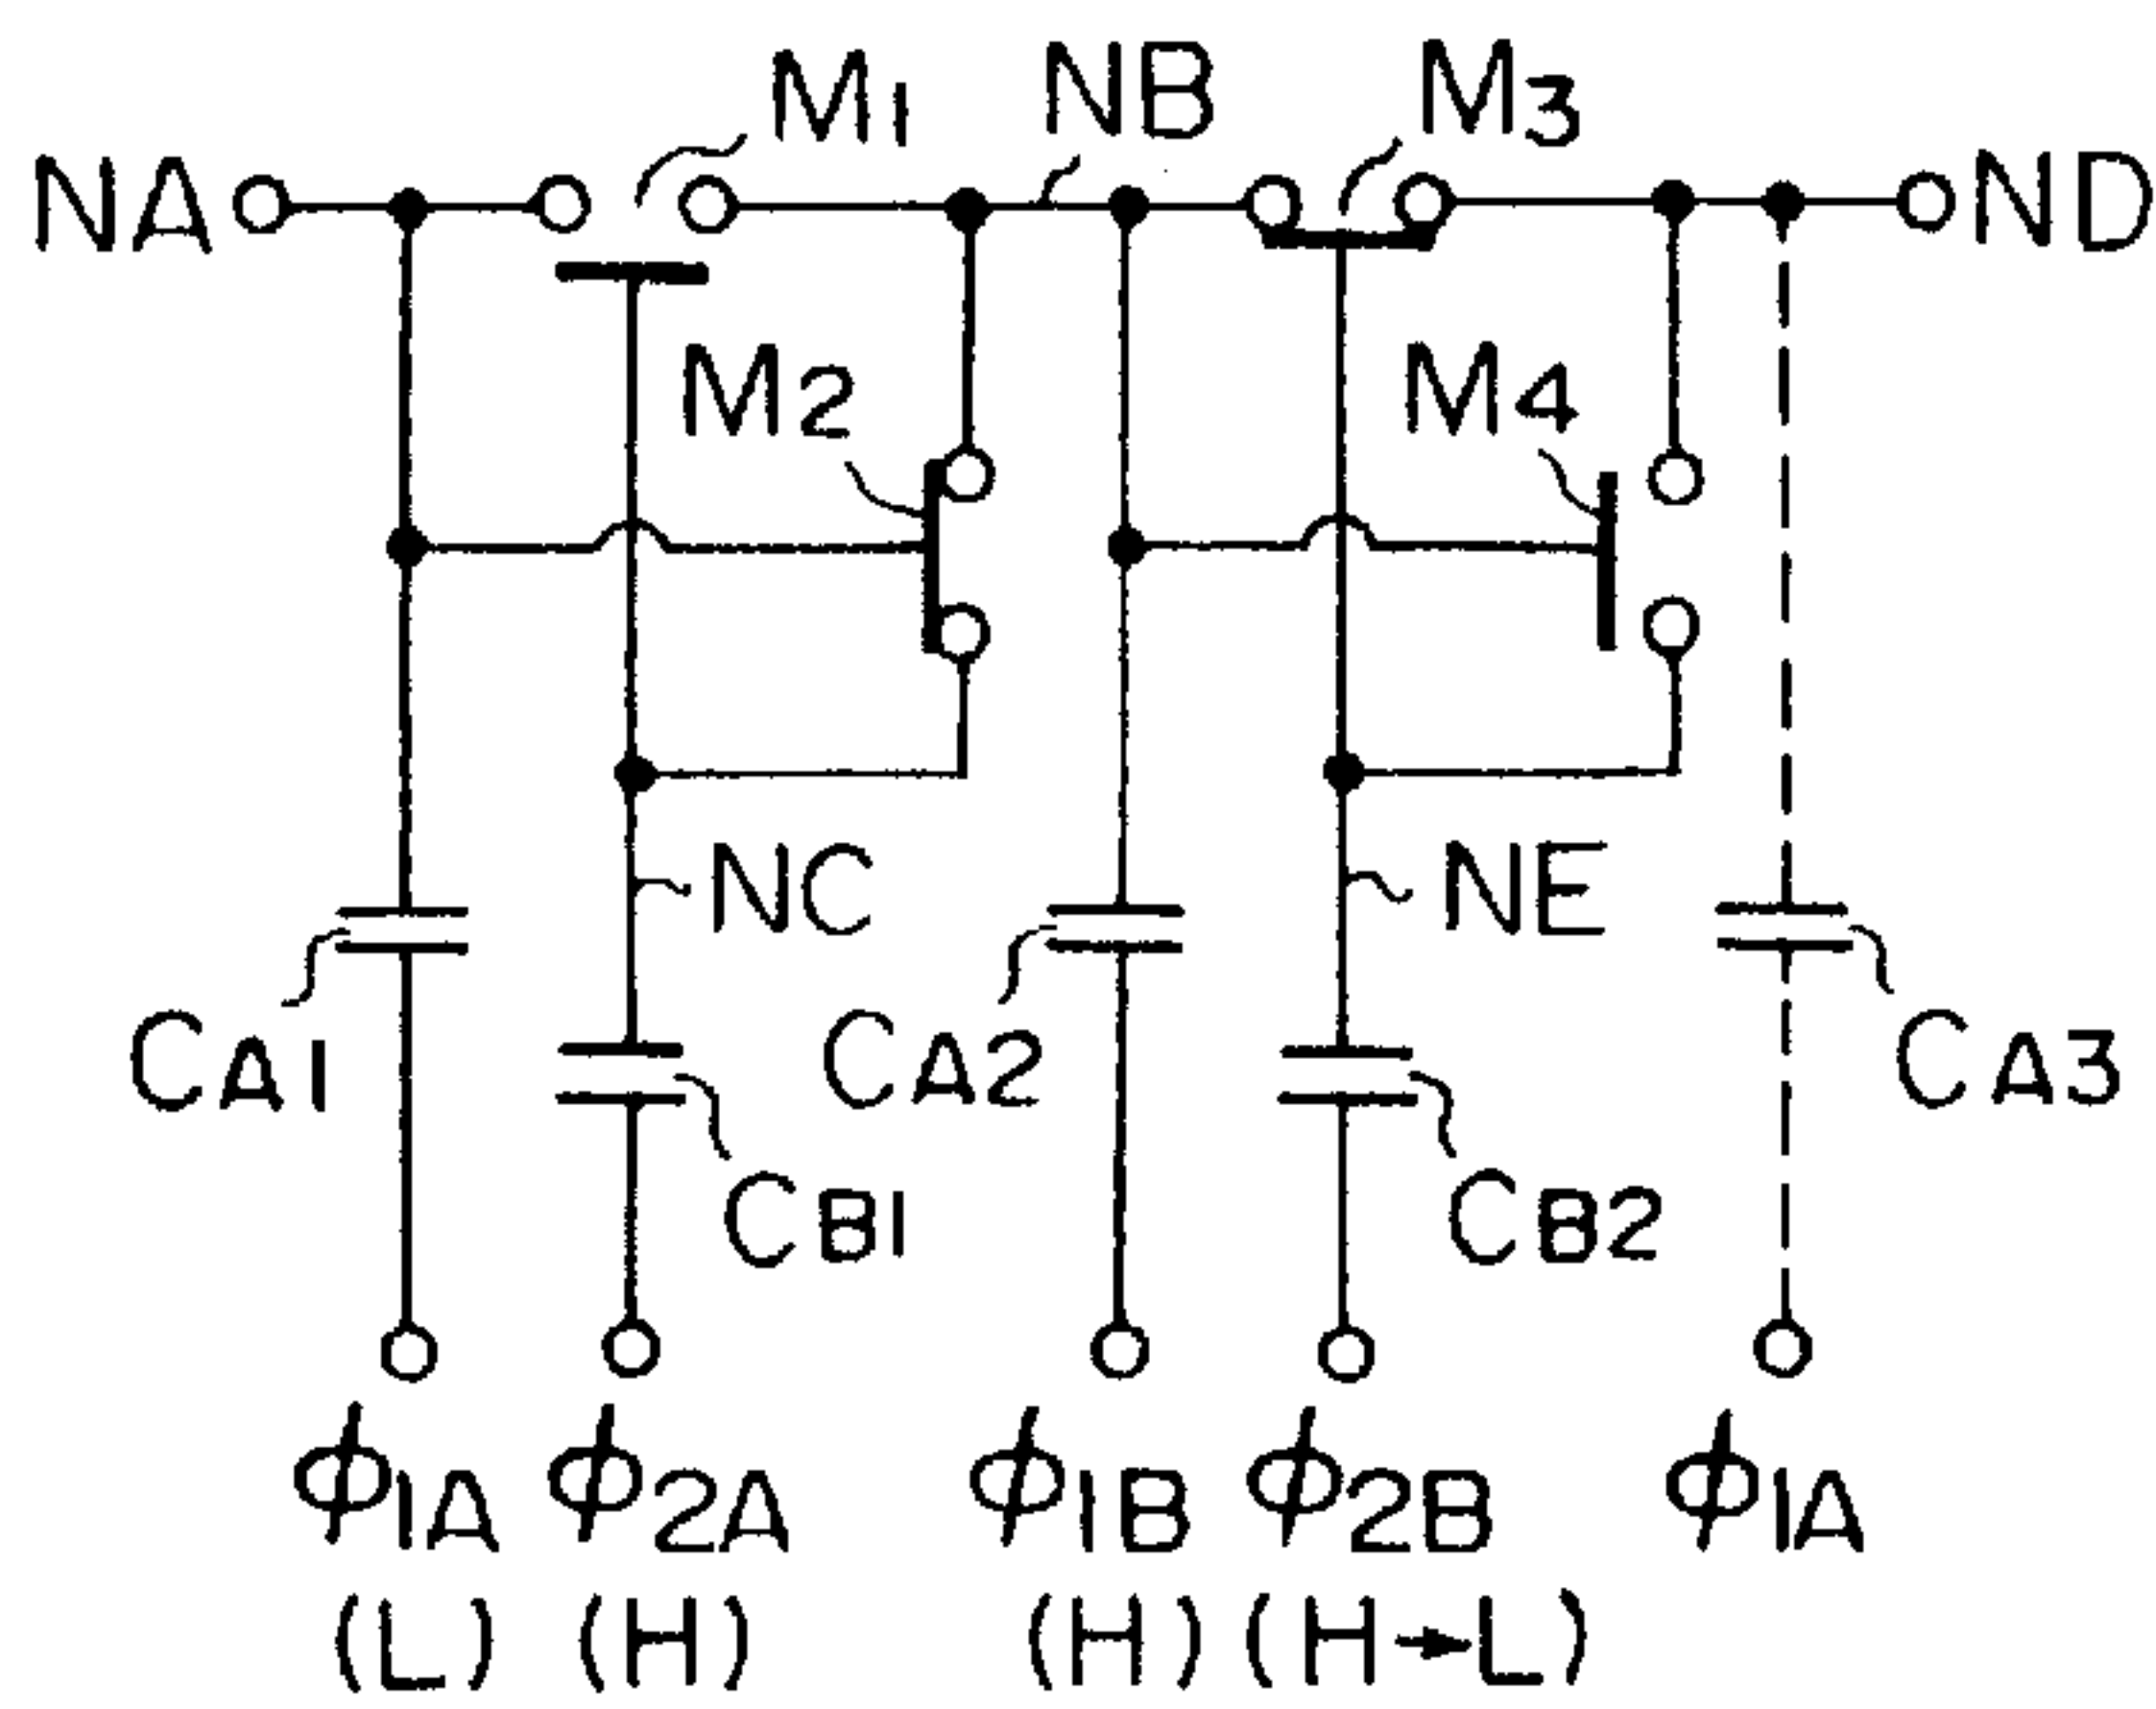 M1 NB M3
NA ND
M2 M4
NC NE
CA1 CA2 CA3
CB1 CB2
ϕ1A ϕ2A ϕ1B ϕ2B ϕ1A
(L) (H) (H) (H→L)